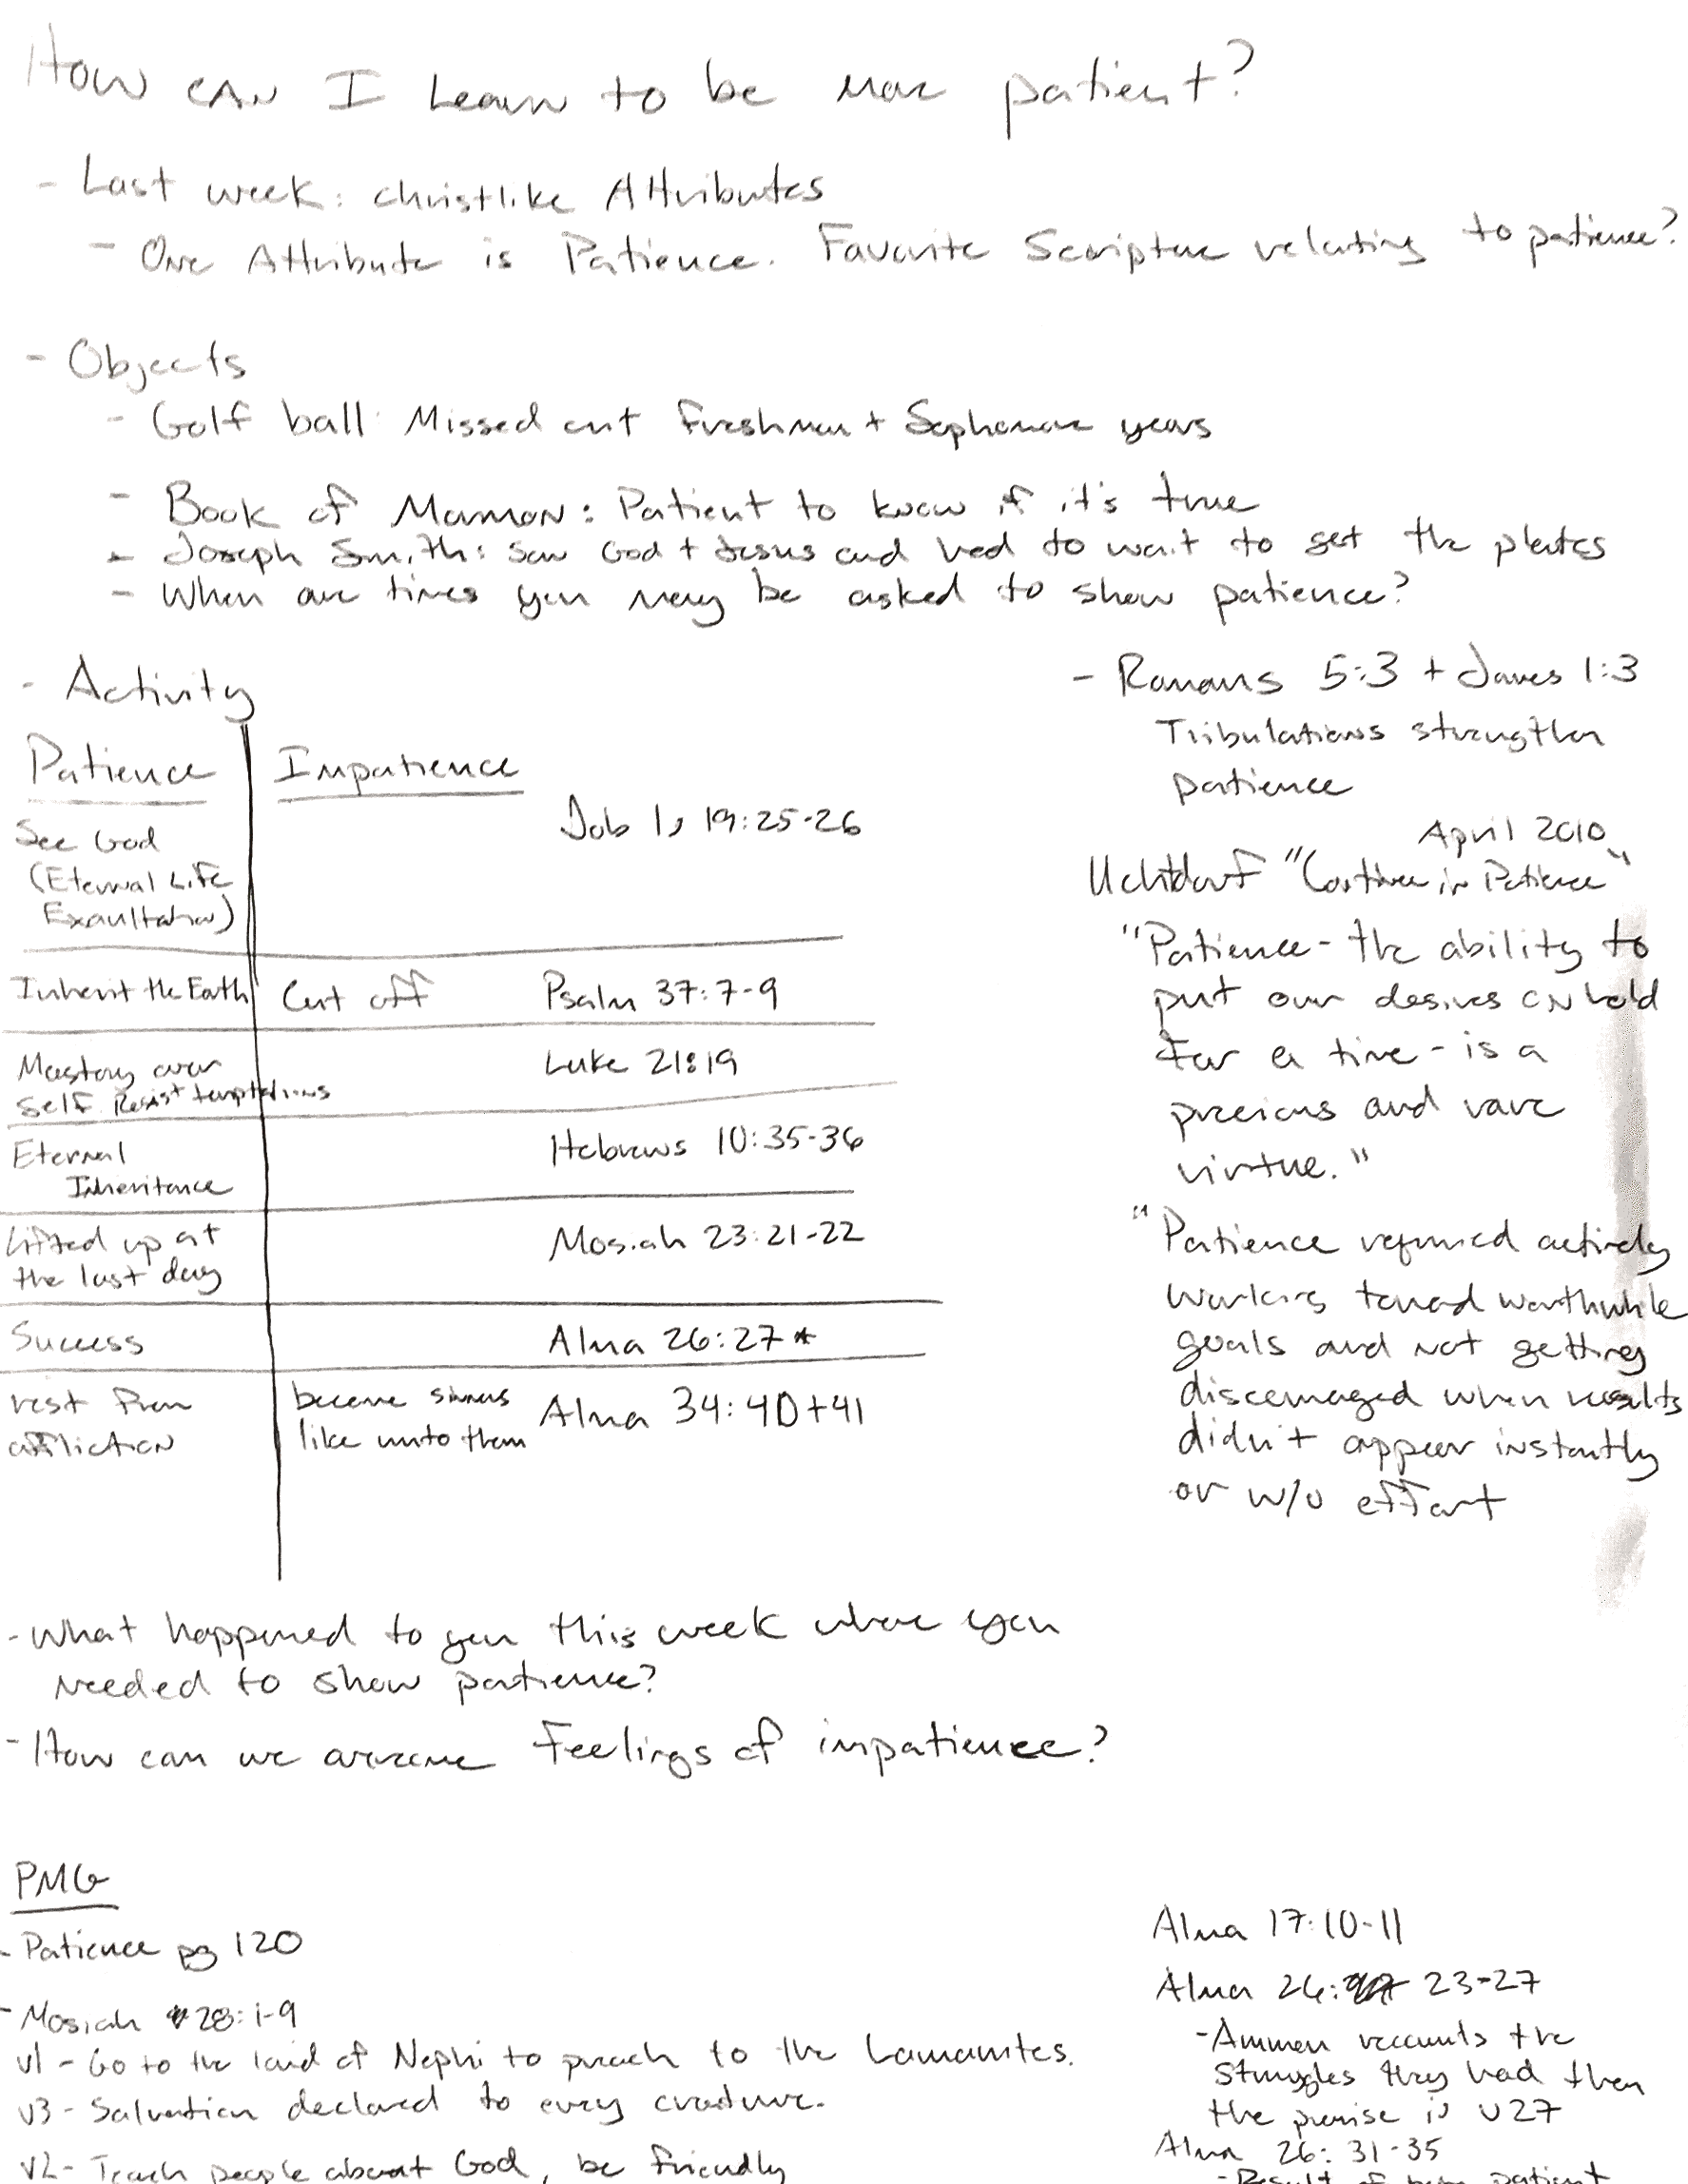 How can I learn to be more patient?
- Last week: christlike Attributes
- One Attribute is Patience. Favorite Scripture relating to patience?
- Objects
- Golf ball: Missed cut Freshman + Sophomore years
- Book of Mormon: Patient to know if it's true
- Joseph Smith: Saw God + Jesus and had to wait to get the plates
- When are times you may be asked to show patience?
- Activity
Patience | Impatience
See God
(Eternal Life
Exaultation)
Job 1, 19:25-26
Inherit the Earth | Cut off Psalm 37:7-9
Mastery over
Self Resist temptations
Luke 21:19
Eternal
Inheritance
Hebrews 10:35-36
Lifted up at
the last day
Mosiah 23:21-22
Success Alma 26:27*
rest from
affliction
become sinners
like unto them
Alma 34:40+41
- Romans 5:3 + James 1:3
Tribulations strengthen
patience
April 2010
Uchtdorf "Continue in Patience"
"Patience - the ability to
put our desires on hold
for a time - is a
precious and rare
virtue."
"Patience required actively
working toward worthwhile
goals and not getting
discouraged when results
didn't appear instantly
or w/o effort
- What happened to you this week where you
needed to show patience?
- How can we overcome feelings of impatience?
PMG
- Patience pg 120
- Mosiah 28:1-9
v1 - Go to the land of Nephi to preach to the Lamanites.
v3 - Salvation declared to every creature.
v2 - Teach people about God, be friendly
Alma 17:10-11
Alma 26: 23-27
- Ammon recounts the
struggles they had then
the promise is v27
Alma 26:31-35
- Result of being patient